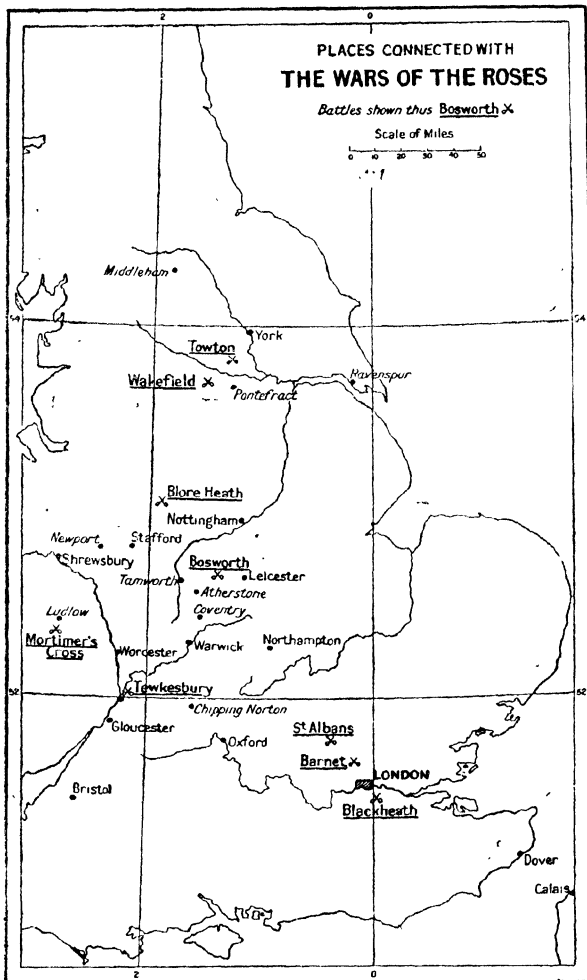 2
0
PLACES CONNECTED WITH
THE WARS OF THE ROSES
Battles shown thus Bosworth
Scale of Miles
0 10 20 30 40 50
Middleham
54
54
York
Towton
Wakefield
Ravenspur
Pontefract
Blore Heath
Nottingham
Newport
Stafford
Shrewsbury
Bosworth
Tamworth
Leicester
Atherstone
Ludlow
Coventry
Mortimer's
Cross
Worcester
Warwick
Northampton
Tewkesbury
52
52
Chipping Norton
Gloucester
St Albans
Oxford
Barnet
LONDON
Bristol
Blackheath
Dover
Calais
2
0